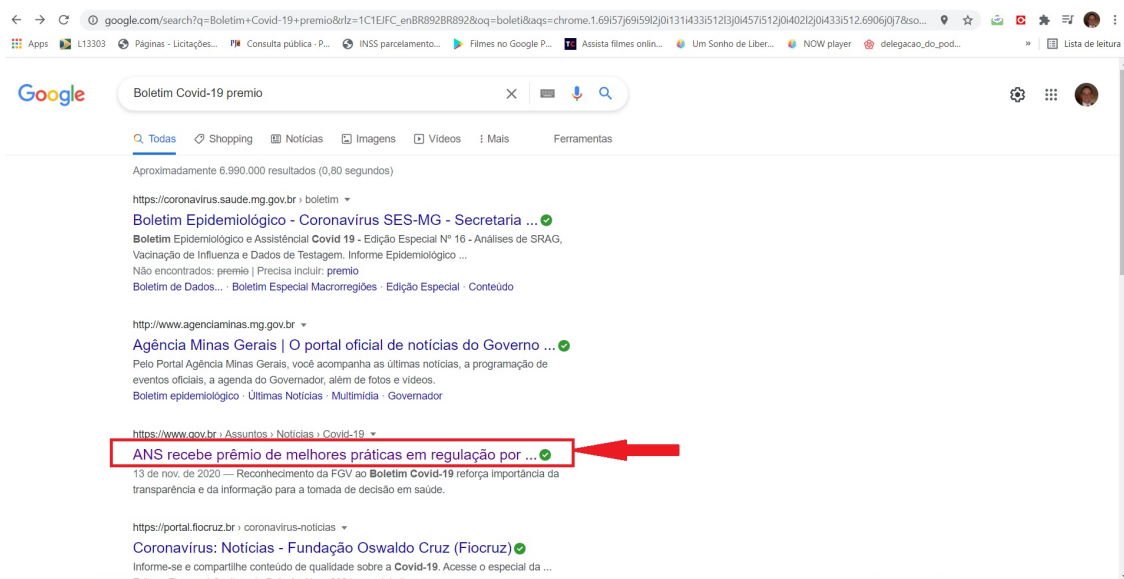 google.com/search?q=Boletim+Covid-19+premio&rlz=1C1EJFC_enBR892BR892&oq=boleti&aqs=chrome.1.69i57j69i59l2j0i131i433i512l3j0i457i512j0i402l2j0i433i512.6906j0j7&so...
Apps L13303 Páginas - Licitações... Consulta pública - P... INSS parcelamento... Filmes no Google P... Assista filmes onlin... Um Sonho de Liber... NOW player delegacao_do_pod... » Lista de leitura
Google Boletim Covid-19 premio
Todas Shopping Notícias Imagens Vídeos Mais Ferramentas
Aproximadamente 6.990.000 resultados (0,80 segundos)
https://coronavirus.saude.mg.gov.br › boletim
Boletim Epidemiológico - Coronavírus SES-MG - Secretaria ...
Boletim Epidemiológico e Assistêncial Covid 19 - Edição Especial Nº 16 - Análises de SRAG,
Vacinação de Influenza e Dados de Testagem. Informe Epidemiológico ...
Não encontrados: premio | Precisa incluir: premio
Boletim de Dados... · Boletim Especial Macrorregiões · Edição Especial · Conteúdo
http://www.agenciaminas.mg.gov.br
Agência Minas Gerais | O portal oficial de notícias do Governo ...
Pelo Portal Agência Minas Gerais, você acompanha as últimas notícias, a programação de
eventos oficiais, a agenda do Governador, além de fotos e vídeos.
Boletim epidemiológico · Últimas Notícias · Multimídia · Governador
https://www.gov.br › Assuntos › Notícias › Covid-19
ANS recebe prêmio de melhores práticas em regulação por ...
13 de nov. de 2020 — Reconhecimento da FGV ao Boletim Covid-19 reforça importância da
transparência e da informação para a tomada de decisão em saúde.
https://portal.fiocruz.br › coronavirus-noticias
Coronavírus: Notícias - Fundação Oswaldo Cruz (Fiocruz)
Informe-se e compartilhe conteúdo de qualidade sobre a Covid-19. Acesse o especial da ...